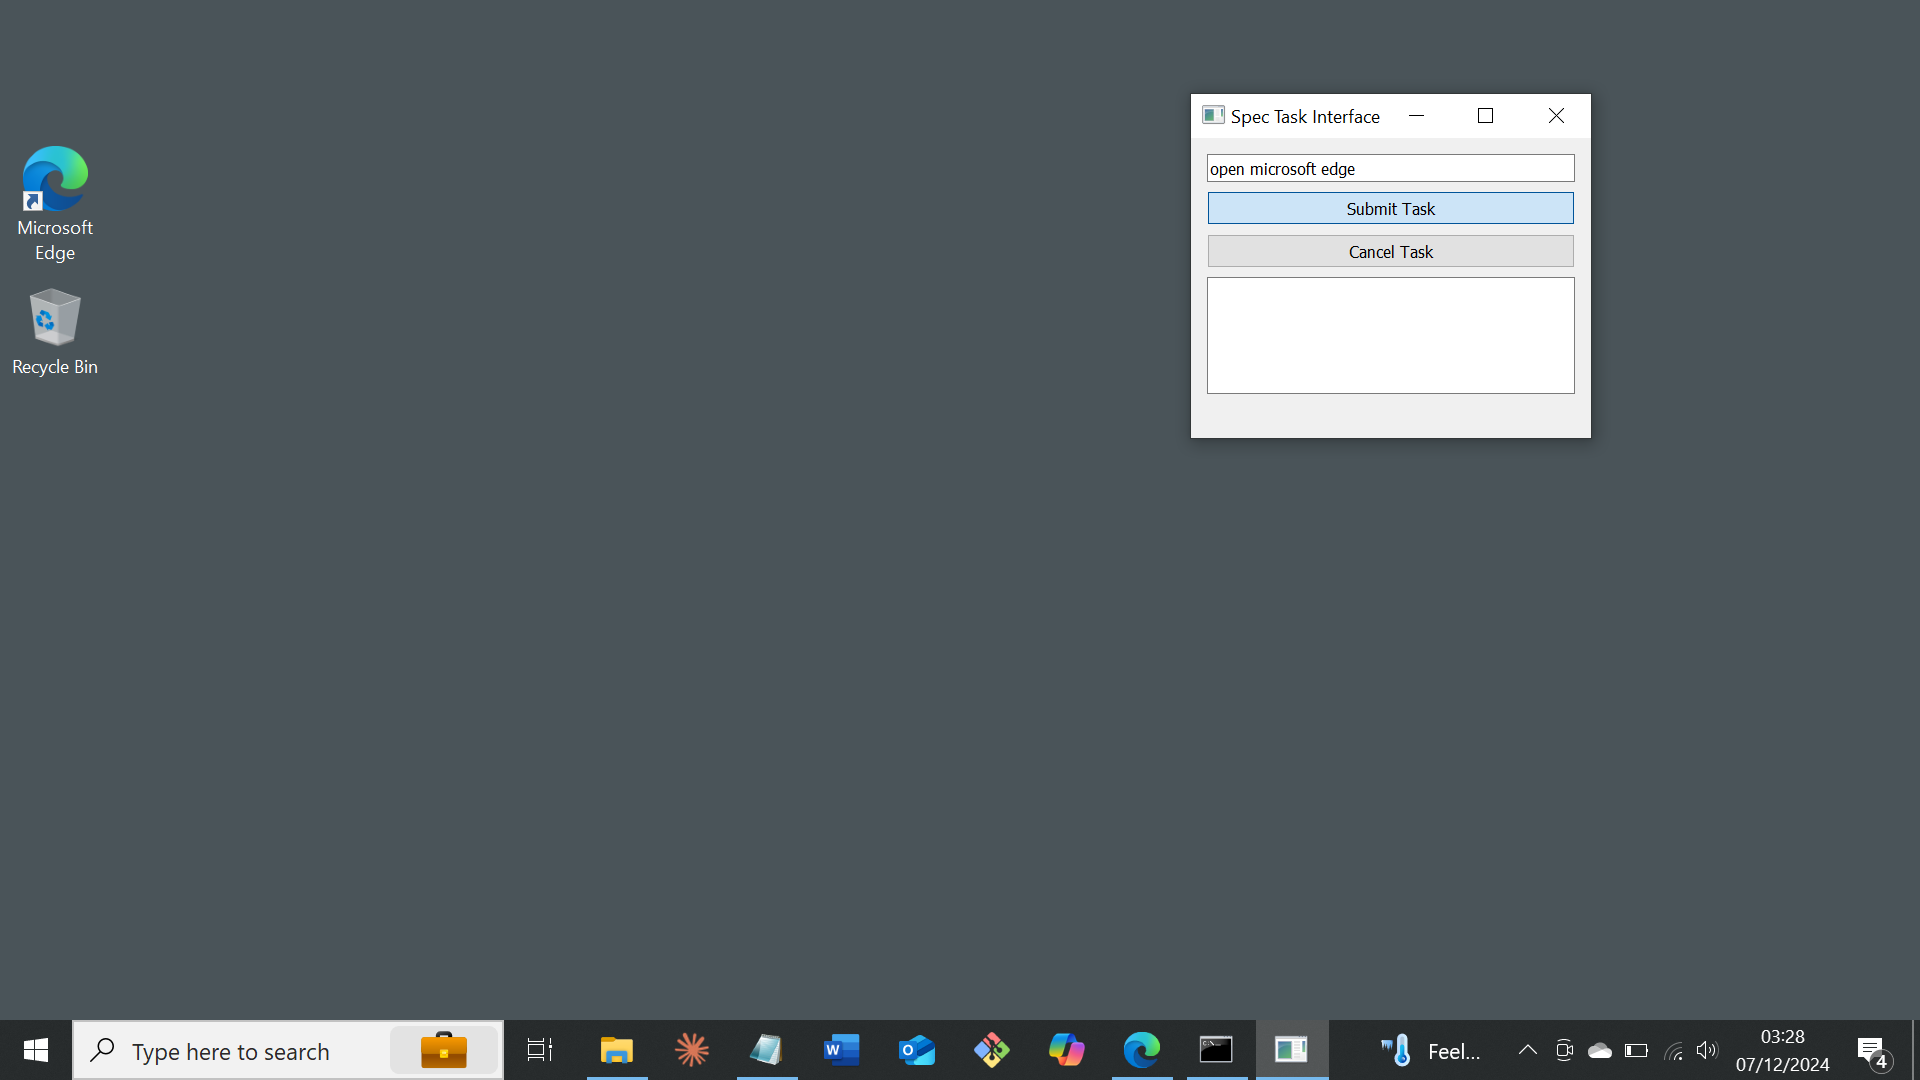 Microsoft
Edge
Recycle Bin
Spec Task Interface
open microsoft edge
Submit Task
Cancel Task
Type here to search
Feel...
03:28
07/12/2024
4